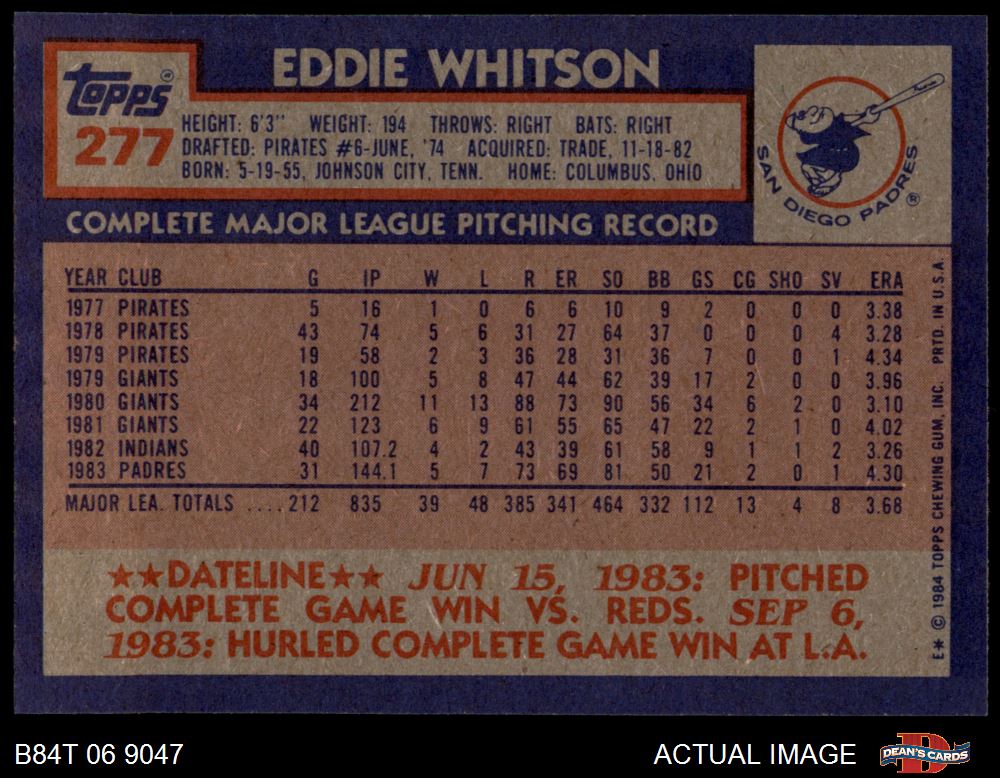 EDDIE WHITSON
Topps®
277
HEIGHT: 6'3" WEIGHT: 194 THROWS: RIGHT BATS: RIGHT
DRAFTED: PIRATES #6-JUNE, '74 ACQUIRED: TRADE, 11-18-82
BORN: 5-19-55, JOHNSON CITY, TENN. HOME: COLUMBUS, OHIO
SAN DIEGO PADRES ®
COMPLETE MAJOR LEAGUE PITCHING RECORD
YEAR CLUB G IP W L R ER SO BB GS CG SHO SV ERA
1977 PIRATES 5 16 1 0 6 6 10 9 2 0 0 0 3.38
1978 PIRATES 43 74 5 6 31 27 64 37 0 0 0 4 3.28
1979 PIRATES 19 58 2 3 36 28 31 36 7 0 0 1 4.34
1979 GIANTS 18 100 5 8 47 44 62 39 17 2 0 0 3.96
1980 GIANTS 34 212 11 13 88 73 90 56 34 6 2 0 3.10
1981 GIANTS 22 123 6 9 61 55 65 47 22 2 1 0 4.02
1982 INDIANS 40 107.2 4 2 43 39 61 58 9 1 1 2 3.26
1983 PADRES 31 144.1 5 7 73 69 81 50 21 2 0 1 4.30
MAJOR LEA. TOTALS ....212 835 39 48 385 341 464 332 112 13 4 8 3.68
★★DATELINE★★ JUN 15, 1983: PITCHED
COMPLETE GAME WIN VS. REDS. SEP 6,
1983: HURLED COMPLETE GAME WIN AT L.A.
E* © 1984 TOPPS CHEWING GUM, INC. PRTD. IN U.S.A.
B84T 06 9047
ACTUAL IMAGE
D
DEAN'S CARDS